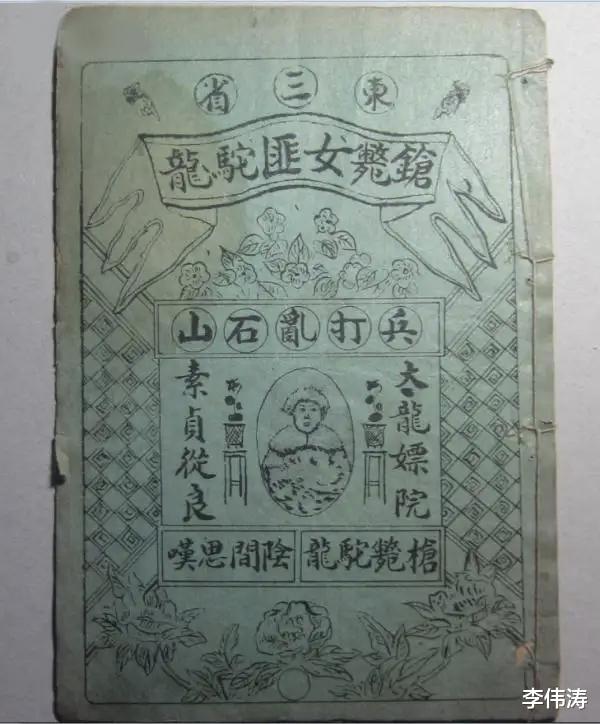 東三省
鎗斃女匪駝龍
兵打亂石山
大龍嫖院
素貞從良
槍斃駝龍
陰間思嘆
李伟涛